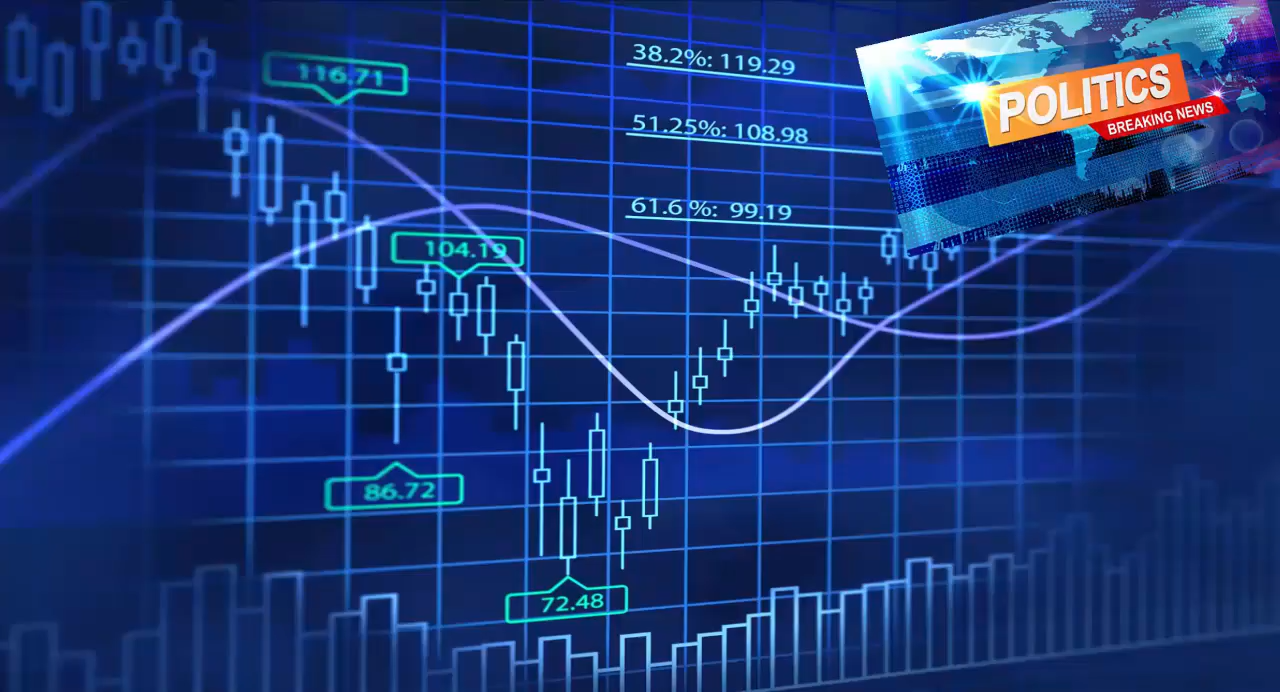 116.71
38.2%: 119.29
51.25%: 108.98
61.6 %: 99.19
POLITICS
BREAKING NEWS
104.19
86.72
72.48